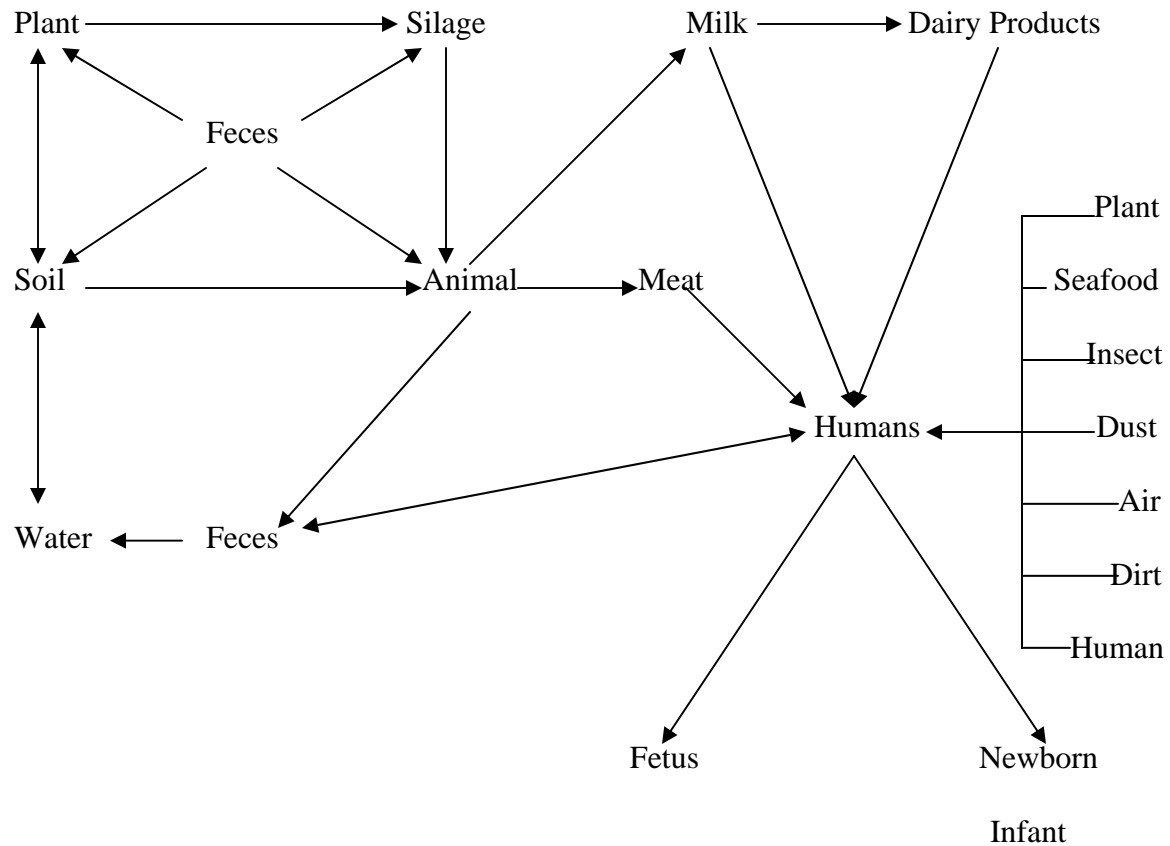 Plant
Silage
Milk
Dairy Products
Feces
Plant
Soil
Animal
Meat
Seafood
Insect
Humans
Dust
Air
Water
Feces
Dirt
Human
Fetus
Newborn
Infant